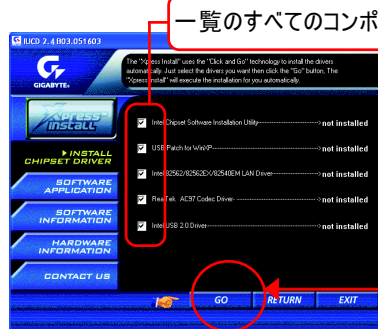 一覧のすべてのコンポ
IUCD 2.4 B03.051603
GIGABYTE
The "Xpress Install" uses the "Click and Go" technology to install the drivers
automatically. Just select the drivers you want then click the "Go" button. The
"Xpress Install" will execute the installation for you automatically.
Xpress
Install
Intel Chipset Software Installation Utility not installed
USB Patch for WinXP not installed
Intel 82562/82562EX/82540EM LAN Driver not installed
RealTek AC97 Codec Driver not installed
Intel USB 2.0 Driver not installed
INSTALL
CHIPSET DRIVER
SOFTWARE
APPLICATION
SOFTWARE
INFORMATION
HARDWARE
INFORMATION
CONTACT US
GO RETURN EXIT